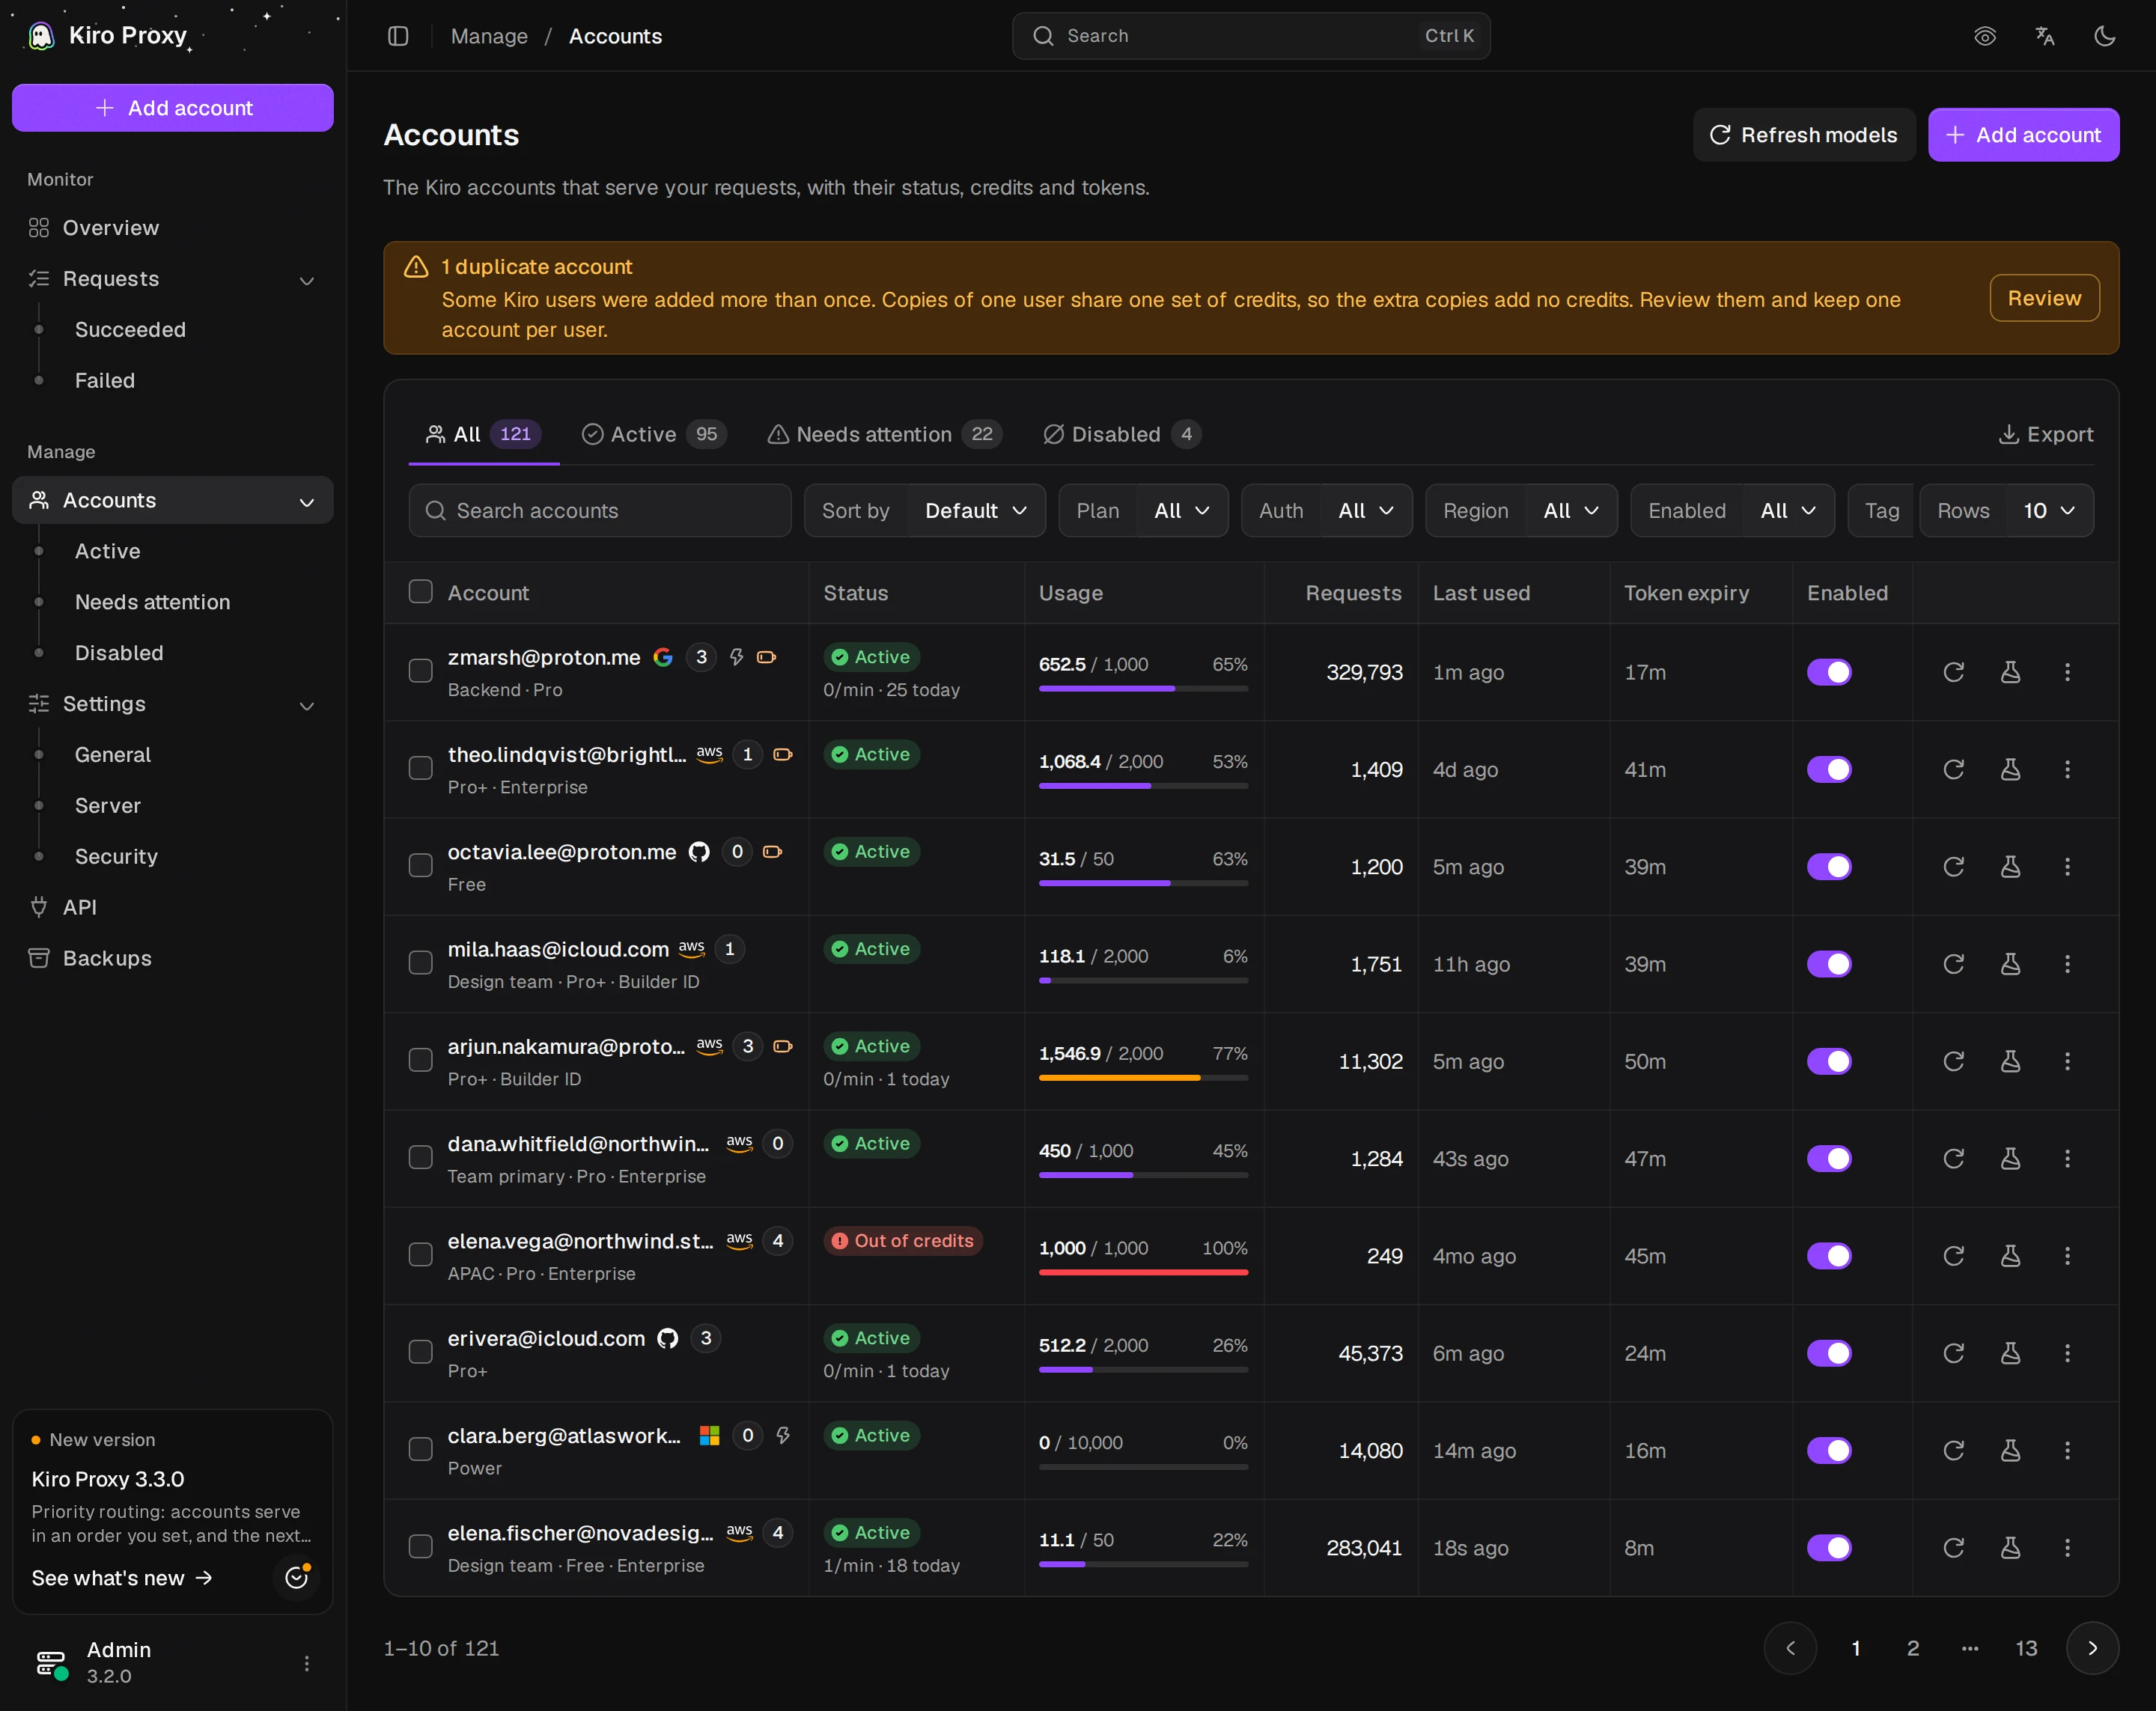 Kiro Proxy
Add account
Monitor
Overview
Requests
Succeeded
Failed
Manage
Accounts
Active
Needs attention
Disabled
Settings
General
Server
Security
API
Backups
New version
Kiro Proxy 3.3.0
Priority routing: accounts serve
in an order you set, and the next...
See what's new →
Admin
3.2.0
Manage / Accounts
Search Ctrl K
Accounts
Refresh models
Add account
The Kiro accounts that serve your requests, with their status, credits and tokens.
1 duplicate account
Some Kiro users were added more than once. Copies of one user share one set of credits, so the extra copies add no credits. Review them and keep one
account per user.
Review
All 121 Active 95 Needs attention 22 Disabled 4 Export
Search accounts Sort by Default Plan All Auth All Region All Enabled All Tag Rows 10
Account Status Usage Requests Last used Token expiry Enabled
zmarsh@proton.me 3 Active 652.5 / 1,000 65% 329,793 1m ago 17m
Backend · Pro 0/min · 25 today
theo.lindqvist@brightl... aws 1 Active 1,068.4 / 2,000 53% 1,409 4d ago 41m
Pro+ · Enterprise
octavia.lee@proton.me 0 Active 31.5 / 50 63% 1,200 5m ago 39m
Free
mila.haas@icloud.com aws 1 Active 118.1 / 2,000 6% 1,751 11h ago 39m
Design team · Pro+ · Builder ID
arjun.nakamura@proto... aws 3 Active 1,546.9 / 2,000 77% 11,302 5m ago 50m
Pro+ · Builder ID 0/min · 1 today
dana.whitfield@northwin... aws 0 Active 450 / 1,000 45% 1,284 43s ago 47m
Team primary · Pro · Enterprise
elena.vega@northwind.st... aws 4 Out of credits 1,000 / 1,000 100% 249 4mo ago 45m
APAC · Pro · Enterprise
erivera@icloud.com 3 Active 512.2 / 2,000 26% 45,373 6m ago 24m
Pro+ 0/min · 1 today
clara.berg@atlaswork... 0 Active 0 / 10,000 0% 14,080 14m ago 16m
Power
elena.fischer@novadesig... aws 4 Active 11.1 / 50 22% 283,041 18s ago 8m
Design team · Free · Enterprise 1/min · 18 today
1–10 of 121 1 2 ... 13